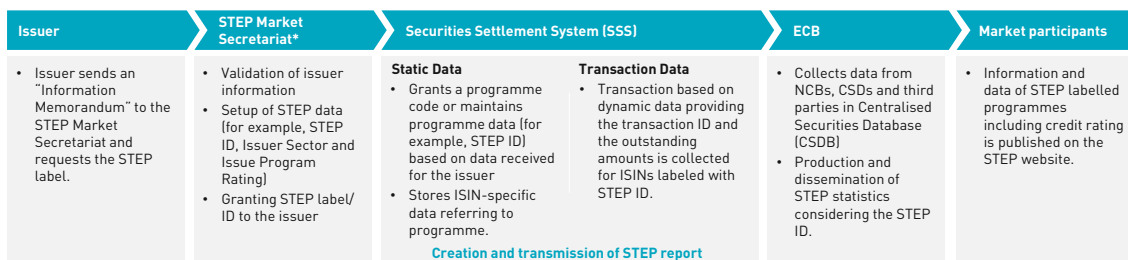 Issuer
STEP Market
Secretariat*
Securities Settlement System (SSS)
ECB
Market participants
• Issuer sends an
"Information
Memorandum" to the
STEP Market
Secretariat and
requests the STEP
label.
• Validation of issuer
information
• Setup of STEP data
(for example, STEP
ID, Issuer Sector and
Issue Program
Rating)
• Granting STEP label/
ID to the issuer
Static Data
• Grants a programme
code or maintains
programme data (for
example, STEP ID)
based on data received
for the issuer
• Stores ISIN-specific
data referring to
programme.
Transaction Data
• Transaction based on
dynamic data providing
the transaction ID and
the outstanding
amounts is collected
for ISINs labeled with
STEP ID.
Creation and transmission of STEP report
• Collects data from
NCBs, CSDs and third
parties in Centralised
Securities Database
(CSDB)
• Production and
dissemination of
STEP statistics
considering the STEP
ID.
• Information and
data of STEP labelled
programmes
including credit rating
is published on the
STEP website.